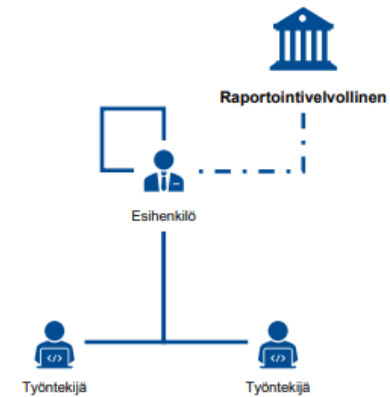 Raportointivelvollinen
Esihenkilö
</>
</>
Työntekijä
Työntekijä